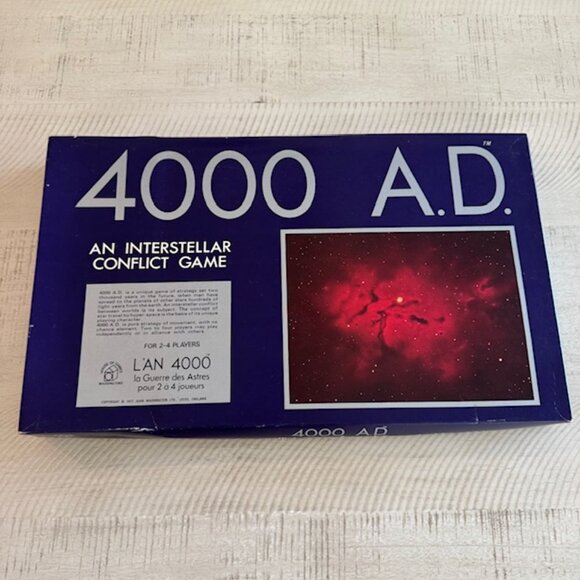 4000 A.D.™
AN INTERSTELLAR
CONFLICT GAME
4000 A.D. is a unique game of strategy set two
thousand years in the future, when men have
spread to the planets of other stars hundreds of
light years from the earth. An interstellar conflict
between worlds is its subject. The concept of
star travel by hyper-space is the basis of its unique
playing character.
4000 A.D. is pure strategy of movement, with no
chance element. Two to four players may play
independently or in alliance with others.
FOR 2-4 PLAYERS
L'AN 4000
la Guerre des Astres
pour 2 à 4 joueurs
WADDINGTONS
4000 A.D.